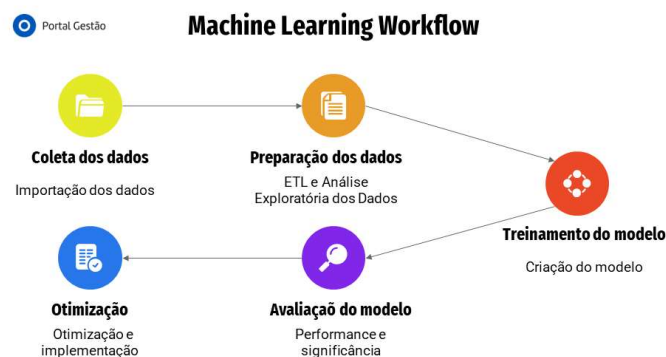 Portal Gestão
Machine Learning Workflow
Coleta dos dados
Importação dos dados
Preparação dos dados
ETL e Análise
Exploratória dos Dados
Treinamento do modelo
Criação do modelo
Avaliaçaõ do modelo
Performance e
significância
Otimização
Otimização e
implementação